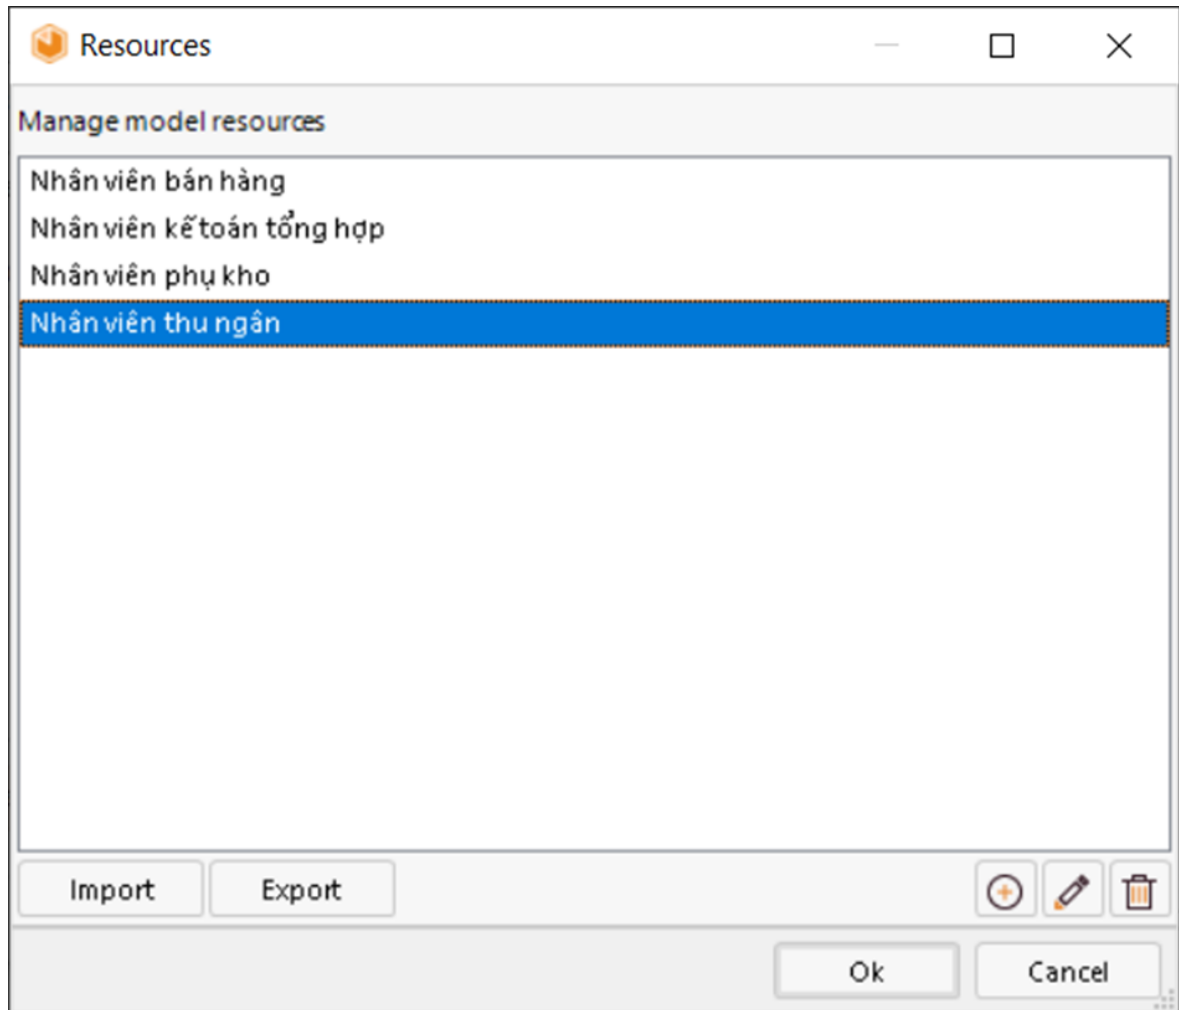 Resources
Manage model resources
Nhân viên bán hàng
Nhân viên kế toán tổng hợp
Nhân viên phụ kho
Nhân viên thu ngân
Import Export
Ok Cancel